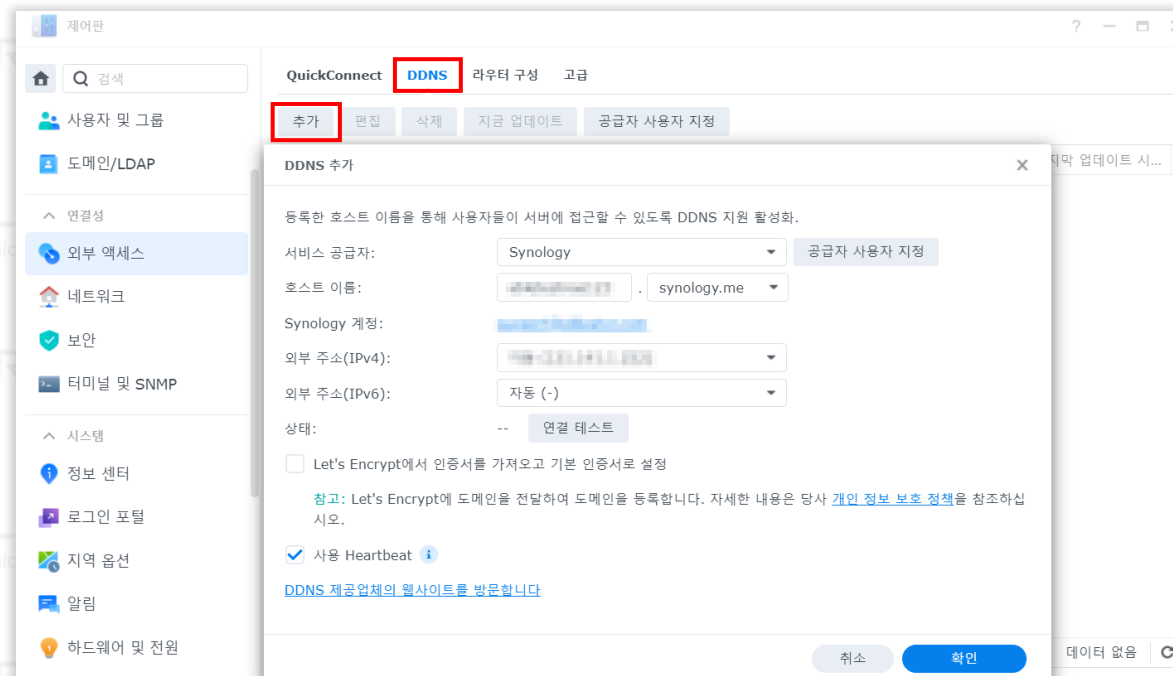 제어판
검색
사용자 및 그룹
도메인/LDAP
연결성
외부 액세스
네트워크
보안
터미널 및 SNMP
시스템
정보 센터
로그인 포털
지역 옵션
알림
하드웨어 및 전원
QuickConnect DDNS 라우터 구성 고급
추가 편집 삭제 지금 업데이트 공급자 사용자 지정
업데이트 시...
DDNS 추가
등록한 호스트 이름을 통해 사용자들이 서버에 접근할 수 있도록 DDNS 지원 활성화.
서비스 공급자: Synology 공급자 사용자 지정
호스트 이름: . synology.me
Synology 계정:
외부 주소(IPv4):
외부 주소(IPv6): 자동 (-)
상태: -- 연결 테스트
Let's Encrypt에서 인증서를 가져오고 기본 인증서로 설정
참고: Let's Encrypt에 도메인을 전달하여 도메인을 등록합니다. 자세한 내용은 당사 개인 정보 보호 정책을 참조하십
시오.
사용 Heartbeat
DDNS 제공업체의 웹사이트를 방문합니다
취소 확인
데이터 없음